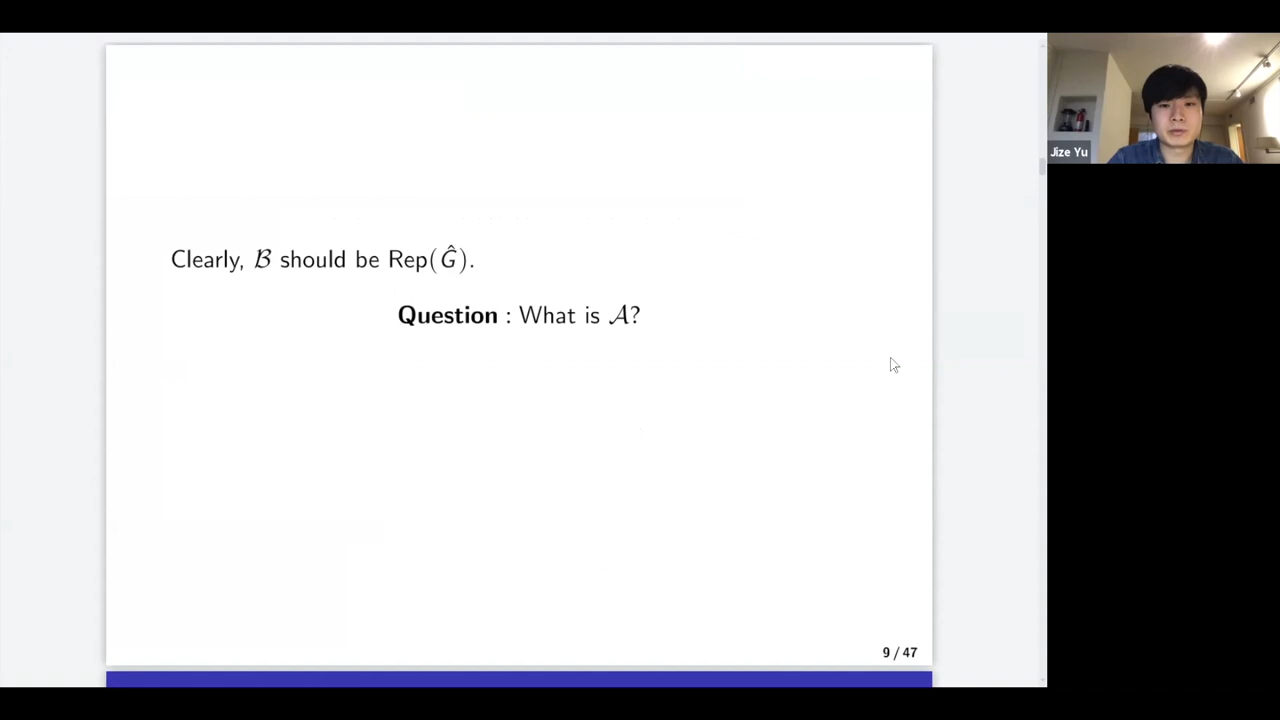 Clearly, ℬ should be Rep(Ĝ).
Question : What is 𝒜?
9 / 47
Jize Yu